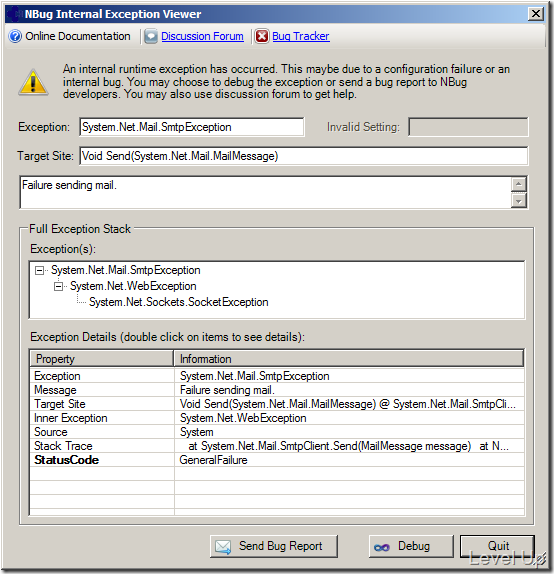 NBug Internal Exception Viewer
Online Documentation Discussion Forum Bug Tracker
An internal runtime exception has occurred. This maybe due to a configuration failure or an
internal bug. You may choose to debug the exception or send a bug report to NBug
developers. You may also use discussion forum to get help.
Exception: System.Net.Mail.SmtpException Invalid Setting:
Target Site: Void Send(System.Net.Mail.MailMessage)
Failure sending mail.
Full Exception Stack
Exception(s):
System.Net.Mail.SmtpException
System.Net.WebException
System.Net.Sockets.SocketException
Exception Details (double click on items to see details):
Property Information
Exception System.Net.Mail.SmtpException
Message Failure sending mail.
Target Site Void Send(System.Net.Mail.MailMessage) @ System.Net.Mail.SmtpCli...
Inner Exception System.Net.WebException
Source System
Stack Trace at System.Net.Mail.SmtpClient.Send(MailMessage message) at N...
StatusCode GeneralFailure
Send Bug Report Debug Quit
Level Up